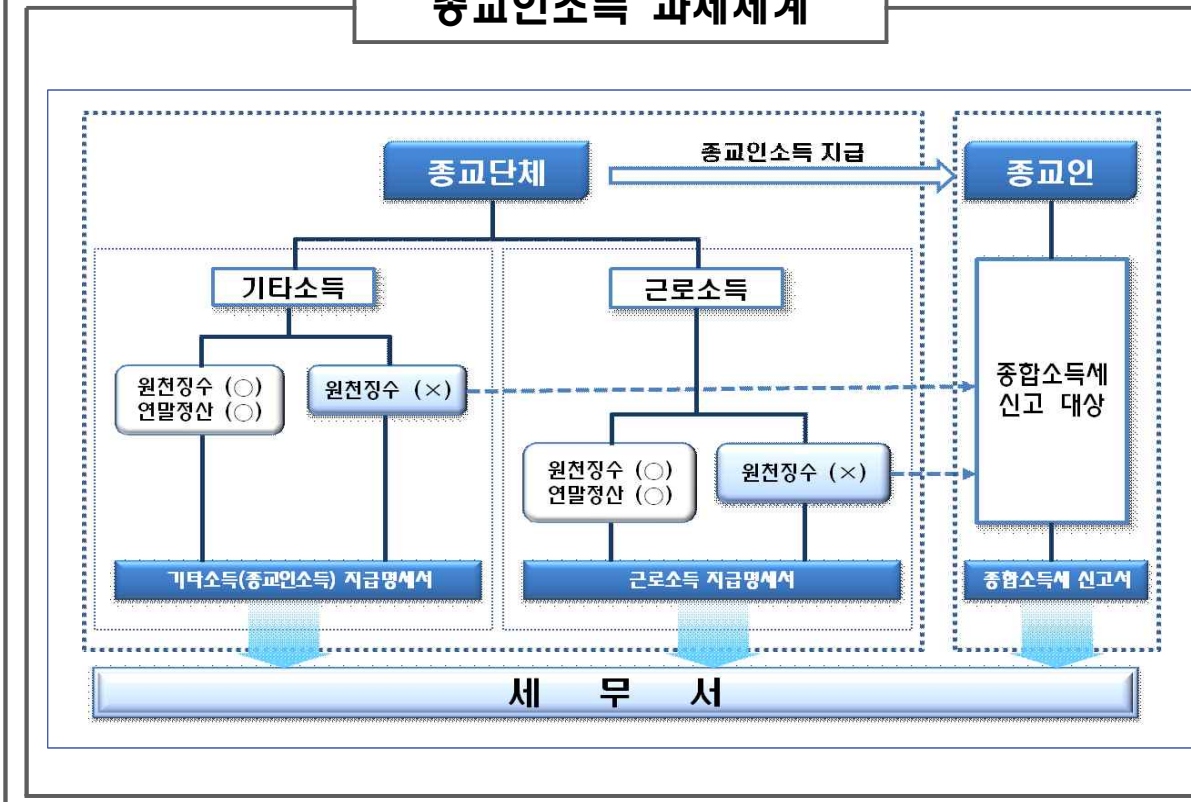 종교인소득 과세체계
종교단체
종교인소득 지급
종교인
기타소득
근로소득
원천징수 (○)
연말정산 (○)
원천징수 (×)
종합소득세
신고 대상
원천징수 (○)
연말정산 (○)
원천징수 (×)
기타소득(종교인소득) 지급명세서
근로소득 지급명세서
종합소득세 신고서
세 무 서